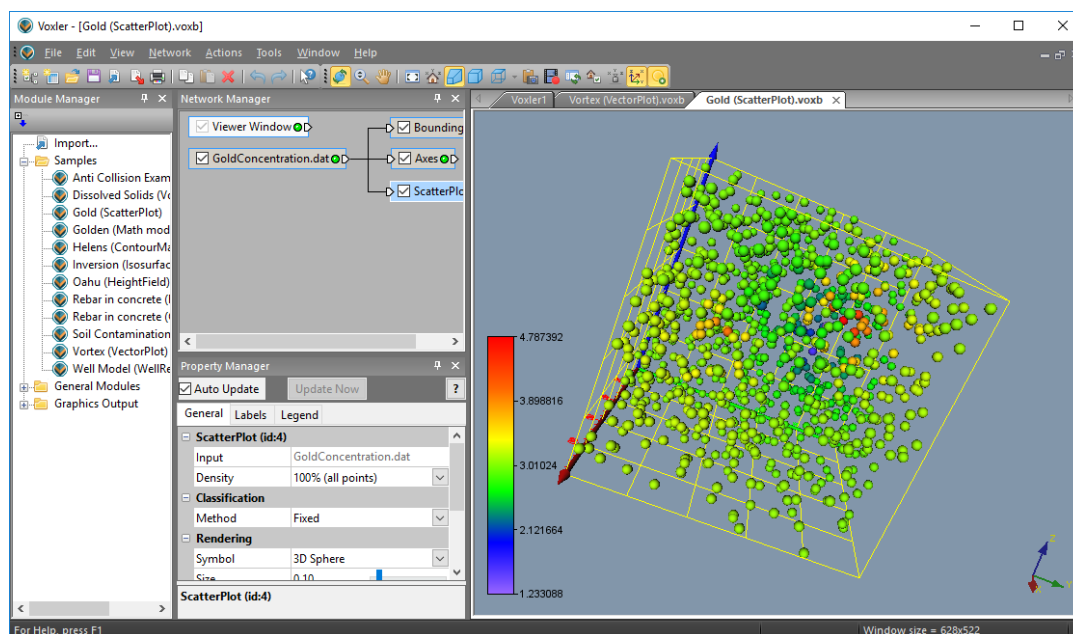 Voxler - [Gold (ScatterPlot).voxb]
File Edit View Network Actions Tools Window Help
Module Manager
Import...
Samples
Anti Collision Exam
Dissolved Solids (Vo
Gold (ScatterPlot)
Golden (Math mod
Helens (ContourMa
Inversion (Isosurfac
Oahu (HeightField)
Rebar in concrete (
Rebar in concrete (
Soil Contamination
Vortex (VectorPlot)
Well Model (WellRe
General Modules
Graphics Output
Network Manager
Viewer Window
Bounding
GoldConcentration.dat
Axes
ScatterPlo
Property Manager
Auto Update Update Now ?
General Labels Legend
ScatterPlot (id:4)
Input GoldConcentration.dat
Density 100% (all points)
Classification
Method Fixed
Rendering
Symbol 3D Sphere
Size 0.10
ScatterPlot (id:4)
Voxler1 Vortex (VectorPlot).voxb Gold (ScatterPlot).voxb
4.787392
3.898816
3.01024
2.121664
1.233088
Z
Y
For Help, press F1
Window size = 628x522